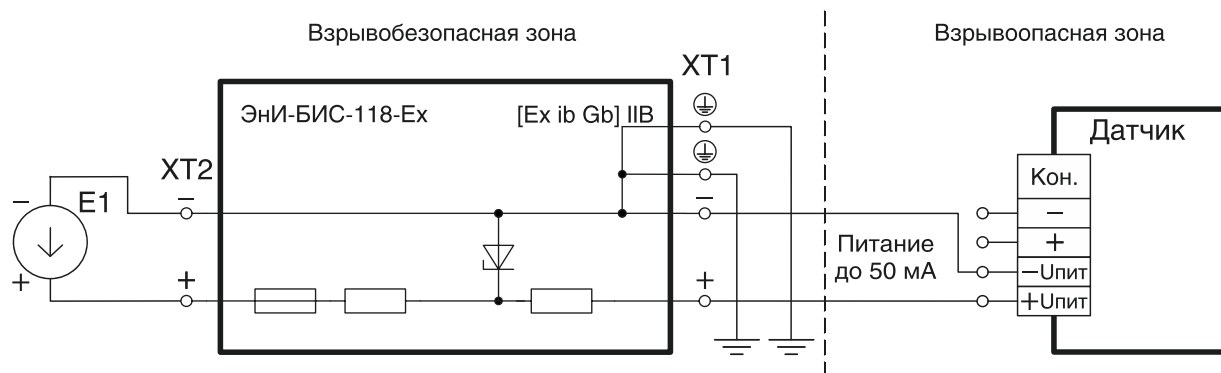 Взрывобезопасная зона
Взрывоопасная зона
XT1
ЭнИ-БИС-118-Ex
[Ex ib Gb] IIB
Датчик
XT2
Кон.
−
E1
−
−
−
+
Питание
до 50 мА
−Uпит
+
+
+
+Uпит